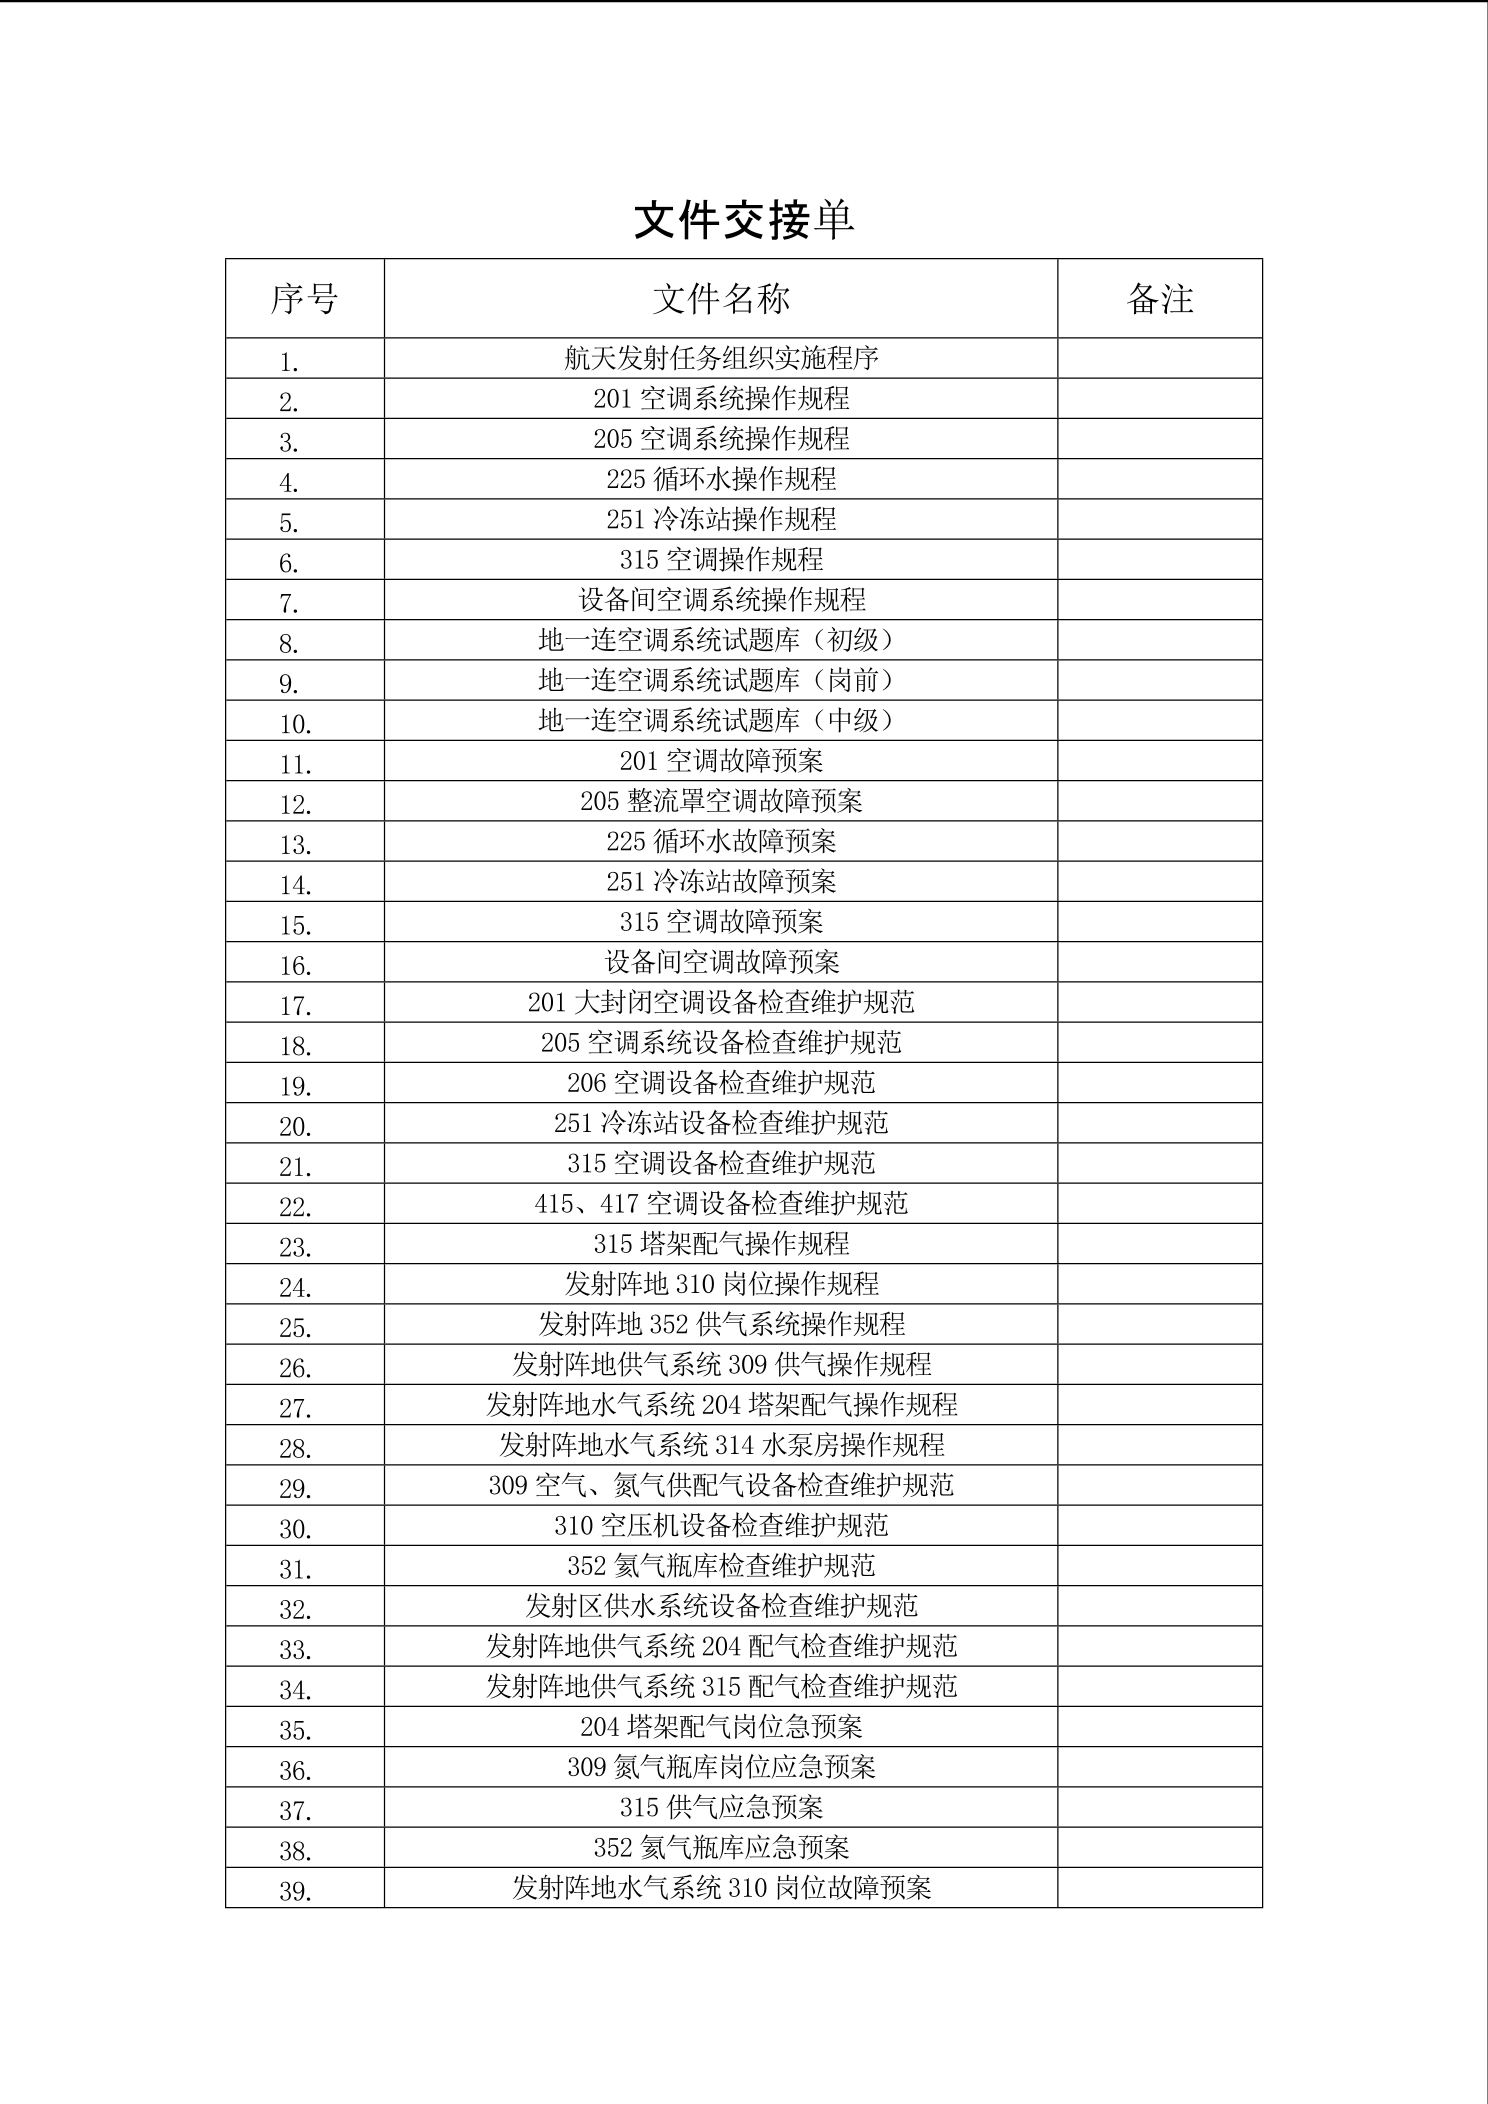 文件交接单
序号 文件名称 备注
1. 航天发射任务组织实施程序
2. 201 空调系统操作规程
3. 205 空调系统操作规程
4. 225 循环水操作规程
5. 251 冷冻站操作规程
6. 315 空调操作规程
7. 设备间空调系统操作规程
8. 地一连空调系统试题库（初级）
9. 地一连空调系统试题库（岗前）
10. 地一连空调系统试题库（中级）
11. 201 空调故障预案
12. 205 整流罩空调故障预案
13. 225 循环水故障预案
14. 251 冷冻站故障预案
15. 315 空调故障预案
16. 设备间空调故障预案
17. 201 大封闭空调设备检查维护规范
18. 205 空调系统设备检查维护规范
19. 206 空调设备检查维护规范
20. 251 冷冻站设备检查维护规范
21. 315 空调设备检查维护规范
22. 415、417 空调设备检查维护规范
23. 315 塔架配气操作规程
24. 发射阵地 310 岗位操作规程
25. 发射阵地 352 供气系统操作规程
26. 发射阵地供气系统 309 供气操作规程
27. 发射阵地水气系统 204 塔架配气操作规程
28. 发射阵地水气系统 314 水泵房操作规程
29. 309 空气、氮气供配气设备检查维护规范
30. 310 空压机设备检查维护规范
31. 352 氦气瓶库检查维护规范
32. 发射区供水系统设备检查维护规范
33. 发射阵地供气系统 204 配气检查维护规范
34. 发射阵地供气系统 315 配气检查维护规范
35. 204 塔架配气岗位急预案
36. 309 氮气瓶库岗位应急预案
37. 315 供气应急预案
38. 352 氦气瓶库应急预案
39. 发射阵地水气系统 310 岗位故障预案